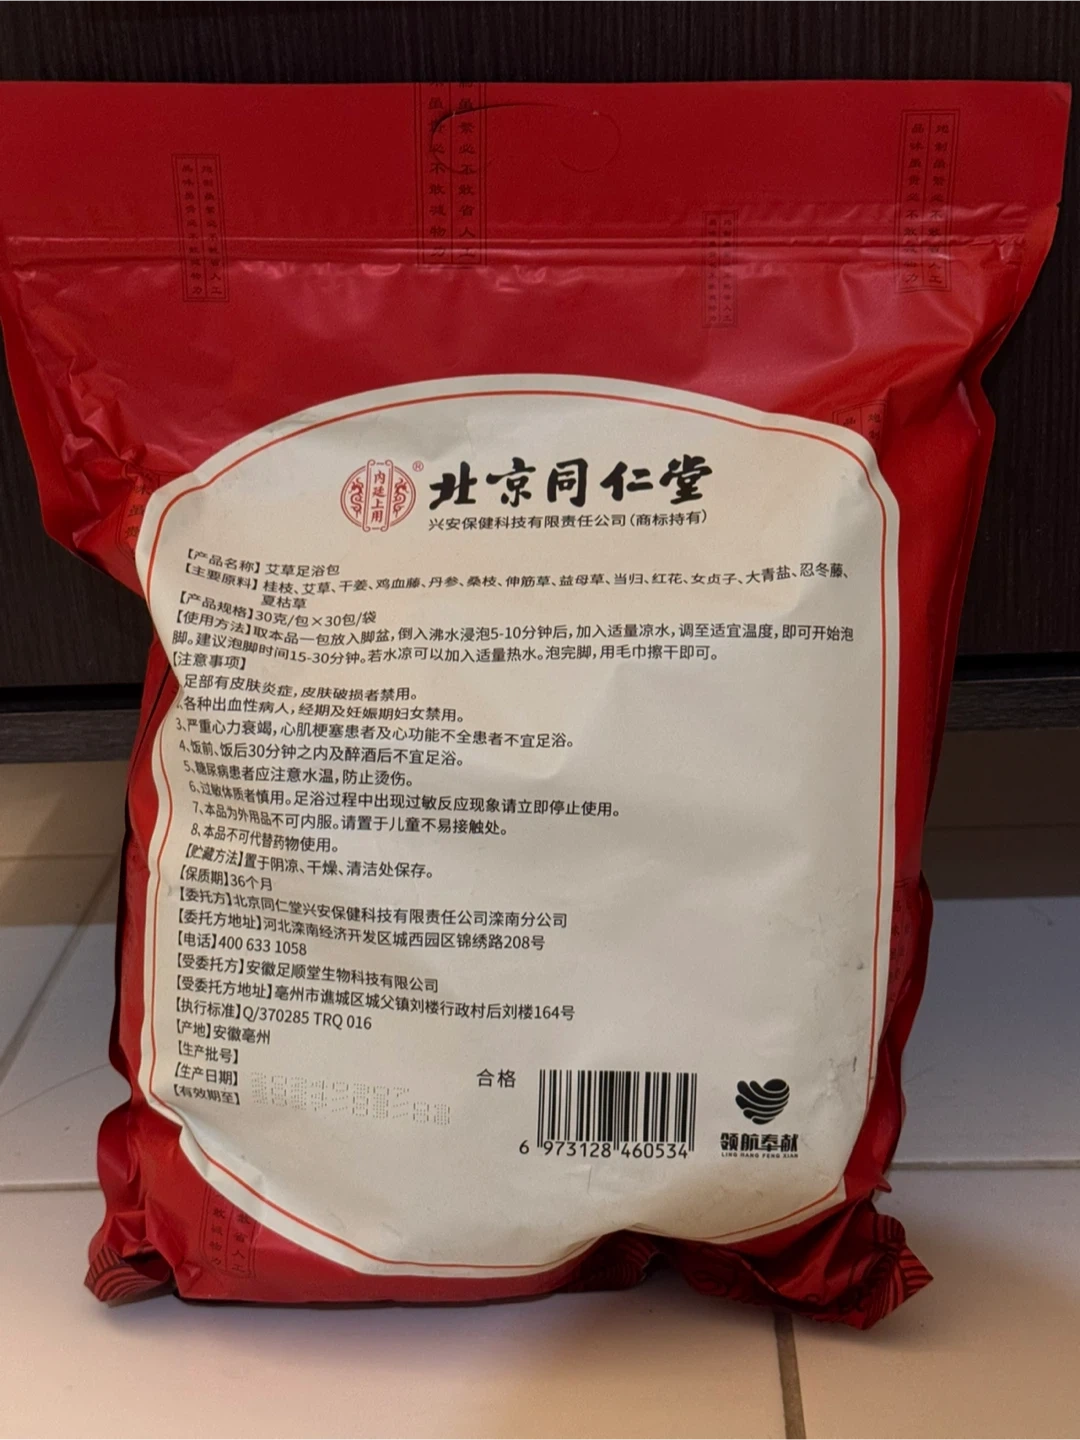 内廷上用
®
北京同仁堂
兴安保健科技有限责任公司(商标持有)
【产品名称】艾草足浴包
【主要原料】桂枝、艾草、干姜、鸡血藤、丹参、桑枝、伸筋草、益母草、当归、红花、女贞子、大青盐、忍冬藤、
夏枯草
【产品规格】30克/包×30包/袋
【使用方法】取本品一包放入脚盆,倒入沸水浸泡5-10分钟后,加入适量凉水,调至适宜温度,即可开始泡
脚。建议泡脚时间15-30分钟。若水凉可以加入适量热水。泡完脚,用毛巾擦干即可。
【注意事项】
足部有皮肤炎症,皮肤破损者禁用。
各种出血性病人,经期及妊娠期妇女禁用。
3、严重心力衰竭,心肌梗塞患者及心功能不全患者不宜足浴。
4、饭前、饭后30分钟之内及醉酒后不宜足浴。
5、糖尿病患者应注意水温,防止烫伤。
6、过敏体质者慎用。足浴过程中出现过敏反应现象请立即停止使用。
7、本品为外用品不可内服。请置于儿童不易接触处。
8、本品不可代替药物使用。
【贮藏方法】置于阴凉、干燥、清洁处保存。
【保质期】36个月
【委托方】北京同仁堂兴安保健科技有限责任公司滦南分公司
【委托方地址】河北滦南经济开发区城西园区锦绣路208号
【电话】400 633 1058
【受委托方】安徽足顺堂生物科技有限公司
【受委托方地址】亳州市谯城区城父镇刘楼行政村后刘楼164号
【执行标准】Q/370285 TRQ 016
【产地】安徽亳州
【生产批号】
【生产日期】
【有效期至】
合格
6 973128 460534
领航奉献
LING HANG FENG XIAN